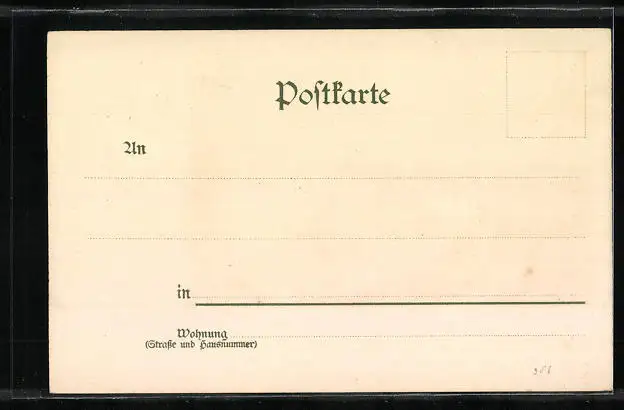 Poſtkarte
An
in
Wohnung
(Straße und Hausnummer)